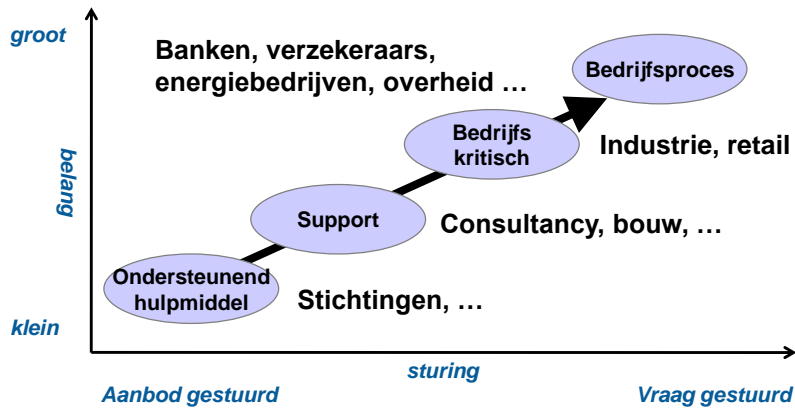 groot
Banken, verzekeraars,
energiebedrijven, overheid …
Bedrijfsproces
belang
Bedrijfs
kritisch
Industrie, retail
Support
Consultancy, bouw, …
Ondersteunend
hulpmiddel
Stichtingen, …
klein
sturing
Aanbod gestuurd
Vraag gestuurd